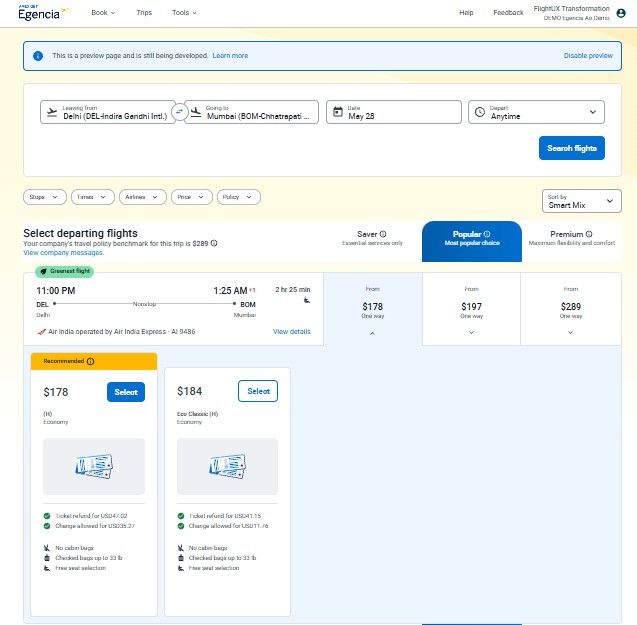 AMEX GBT
Egencia
Book
Trips
Tools
Help
Feedback
FlightUX Transformation
DEMO Egencia Air Demo
This is a preview page and is still being developed. Learn more
Disable preview
Leaving from
Delhi (DEL-Indira Gandhi Intl.)
Going to
Mumbai (BOM-Chhatrapati ...
Date
May 28
Depart
Anytime
Search flights
Stops
Times
Airlines
Price
Policy
Sort by
Smart Mix
Select departing flights
Your company's travel policy benchmark for this trip is $289
View company messages.
Saver
Essential services only
Popular
Most popular choice
Premium
Maximum flexibility and comfort
Greenest flight
11:00 PM
1:25 AM +1
2 hr 25 min
DEL
Nonstop
BOM
Delhi
Mumbai
Air India operated by Air India Express - AI 9486
View details
From
$178
One way
From
$197
One way
From
$289
One way
Recommended
$178
Select
(H)
Economy
Ticket refund for USD47.02
Change allowed for USD35.27
No cabin bags
Checked bags up to 33 lb
Free seat selection
$184
Select
Eco Classic (H)
Economy
Ticket refund for USD41.15
Change allowed for USD11.76
No cabin bags
Checked bags up to 33 lb
Free seat selection